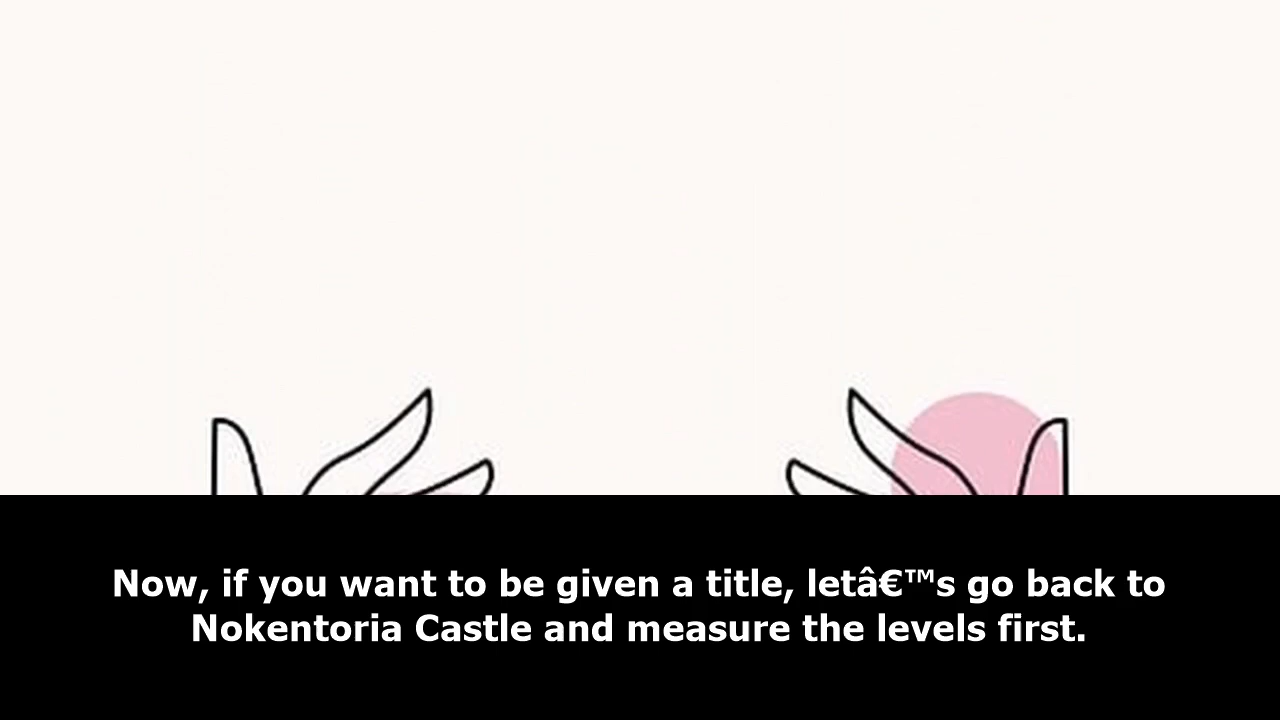 Now, if you want to be given a title, letâ€™s go back to
Nokentoria Castle and measure the levels first.